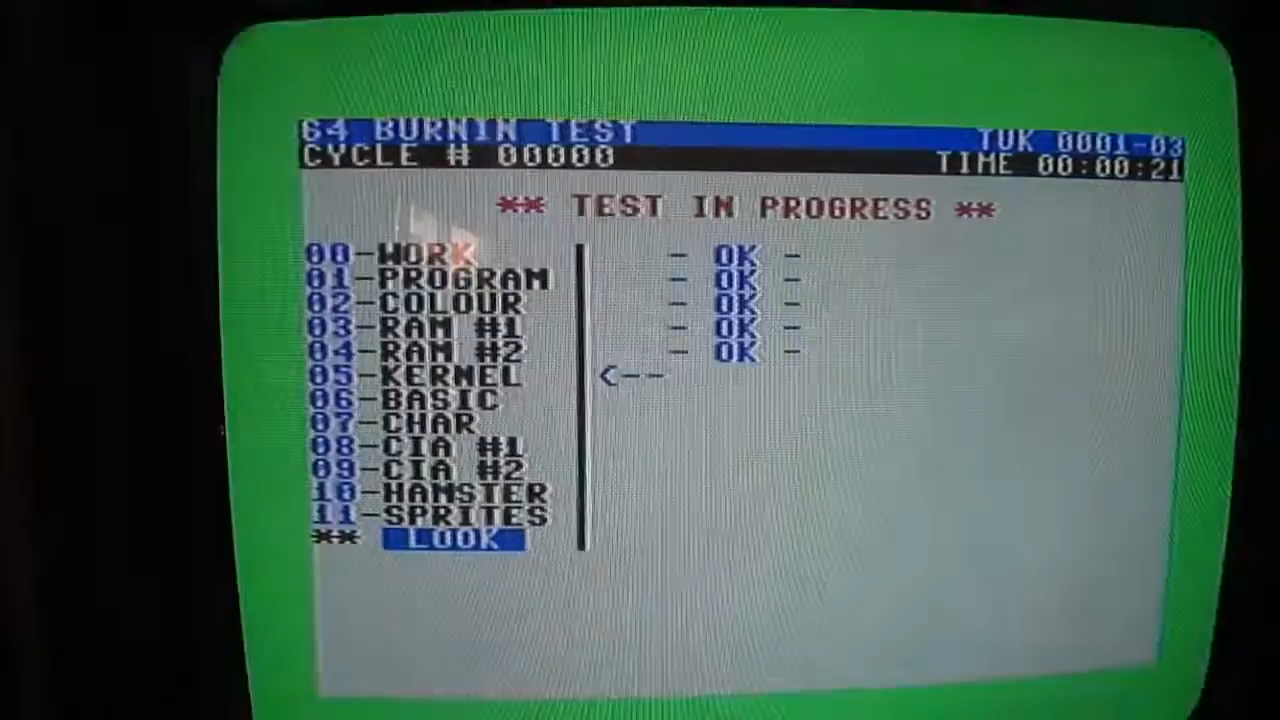 64 BURNIN TEST TUK 0001-03
CYCLE # 00000 TIME 00:00:21
** TEST IN PROGRESS **
00-WORK - OK -
01-PROGRAM - OK -
02-COLOUR - OK -
03-RAM #1 - OK -
04-RAM #2 - OK -
05-KERNEL <--
06-BASIC
07-CHAR
08-CIA #1
09-CIA #2
10-HAMSTER
11-SPRITES
** LOOK